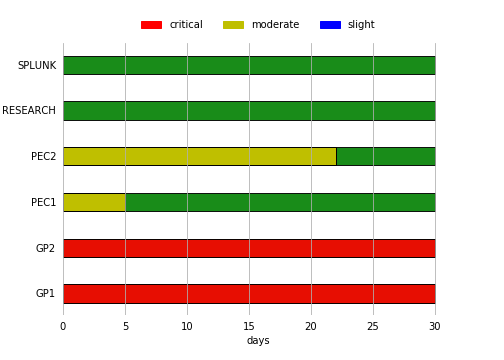 critical moderate slight
SPLUNK
RESEARCH
PEC2
PEC1
GP2
GP1
0 5 10 15 20 25 30
days